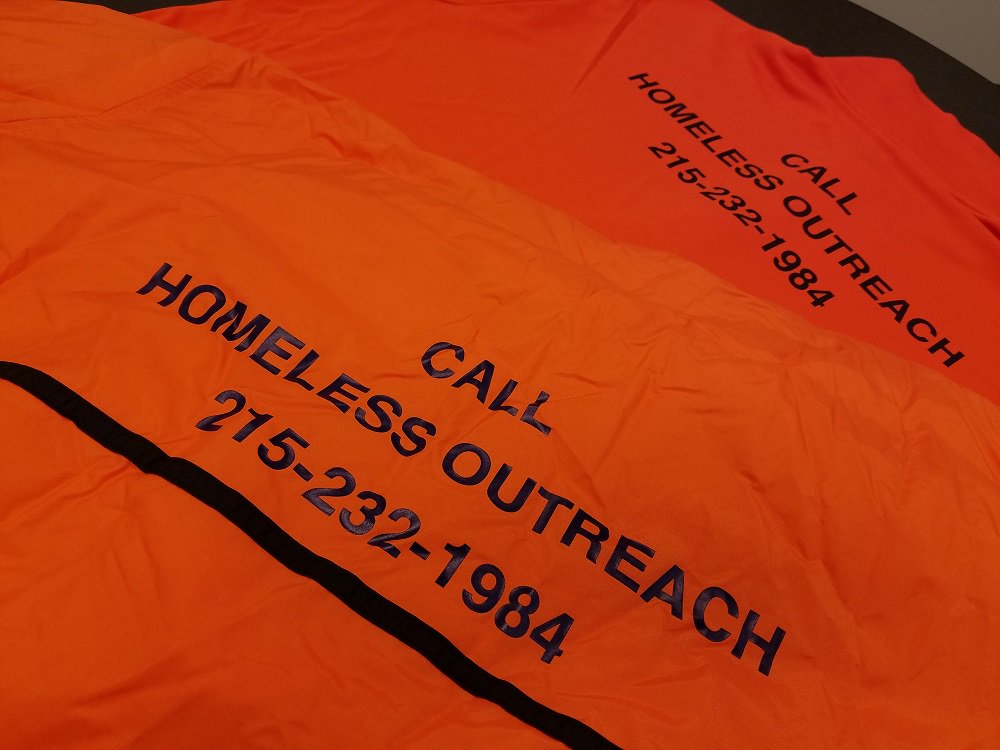 CALL
HOMELESS OUTREACH
215-232-1984
CALL
HOMELESS OUTREACH
215-232-1984